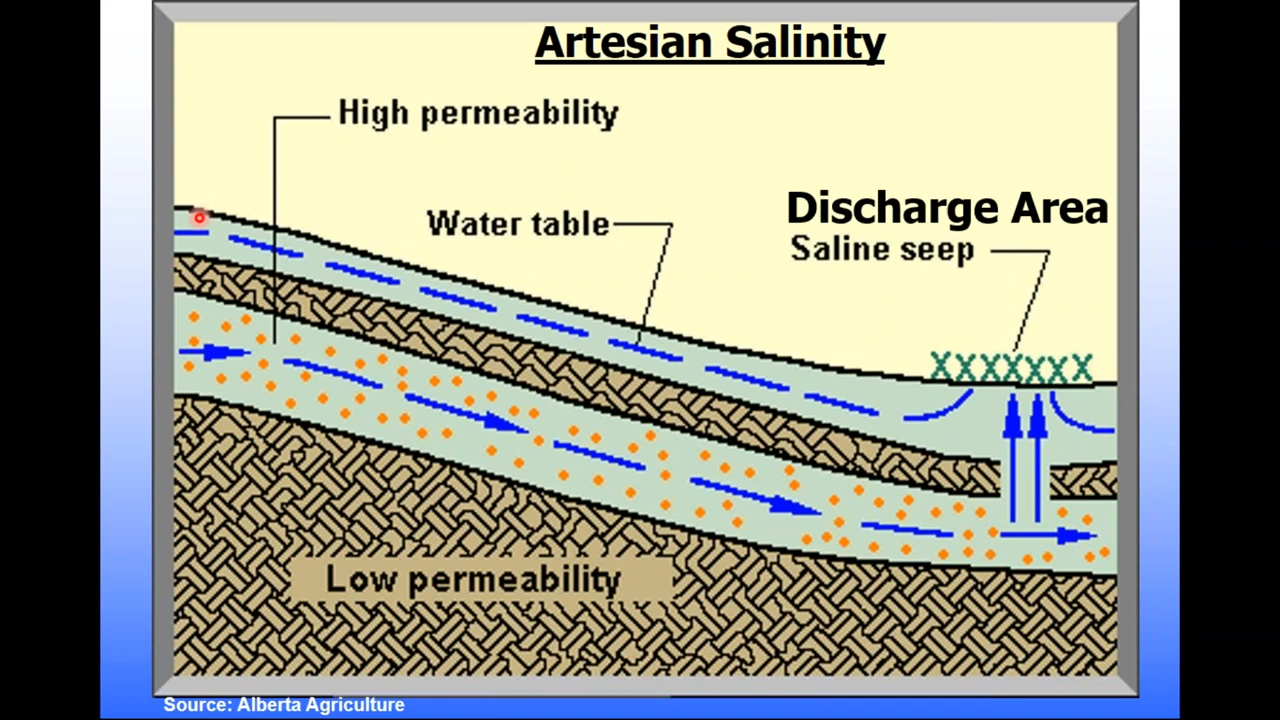 Artesian Salinity
High permeability
Water table
Discharge Area
Saline seep
Low permeability
Source: Alberta Agriculture